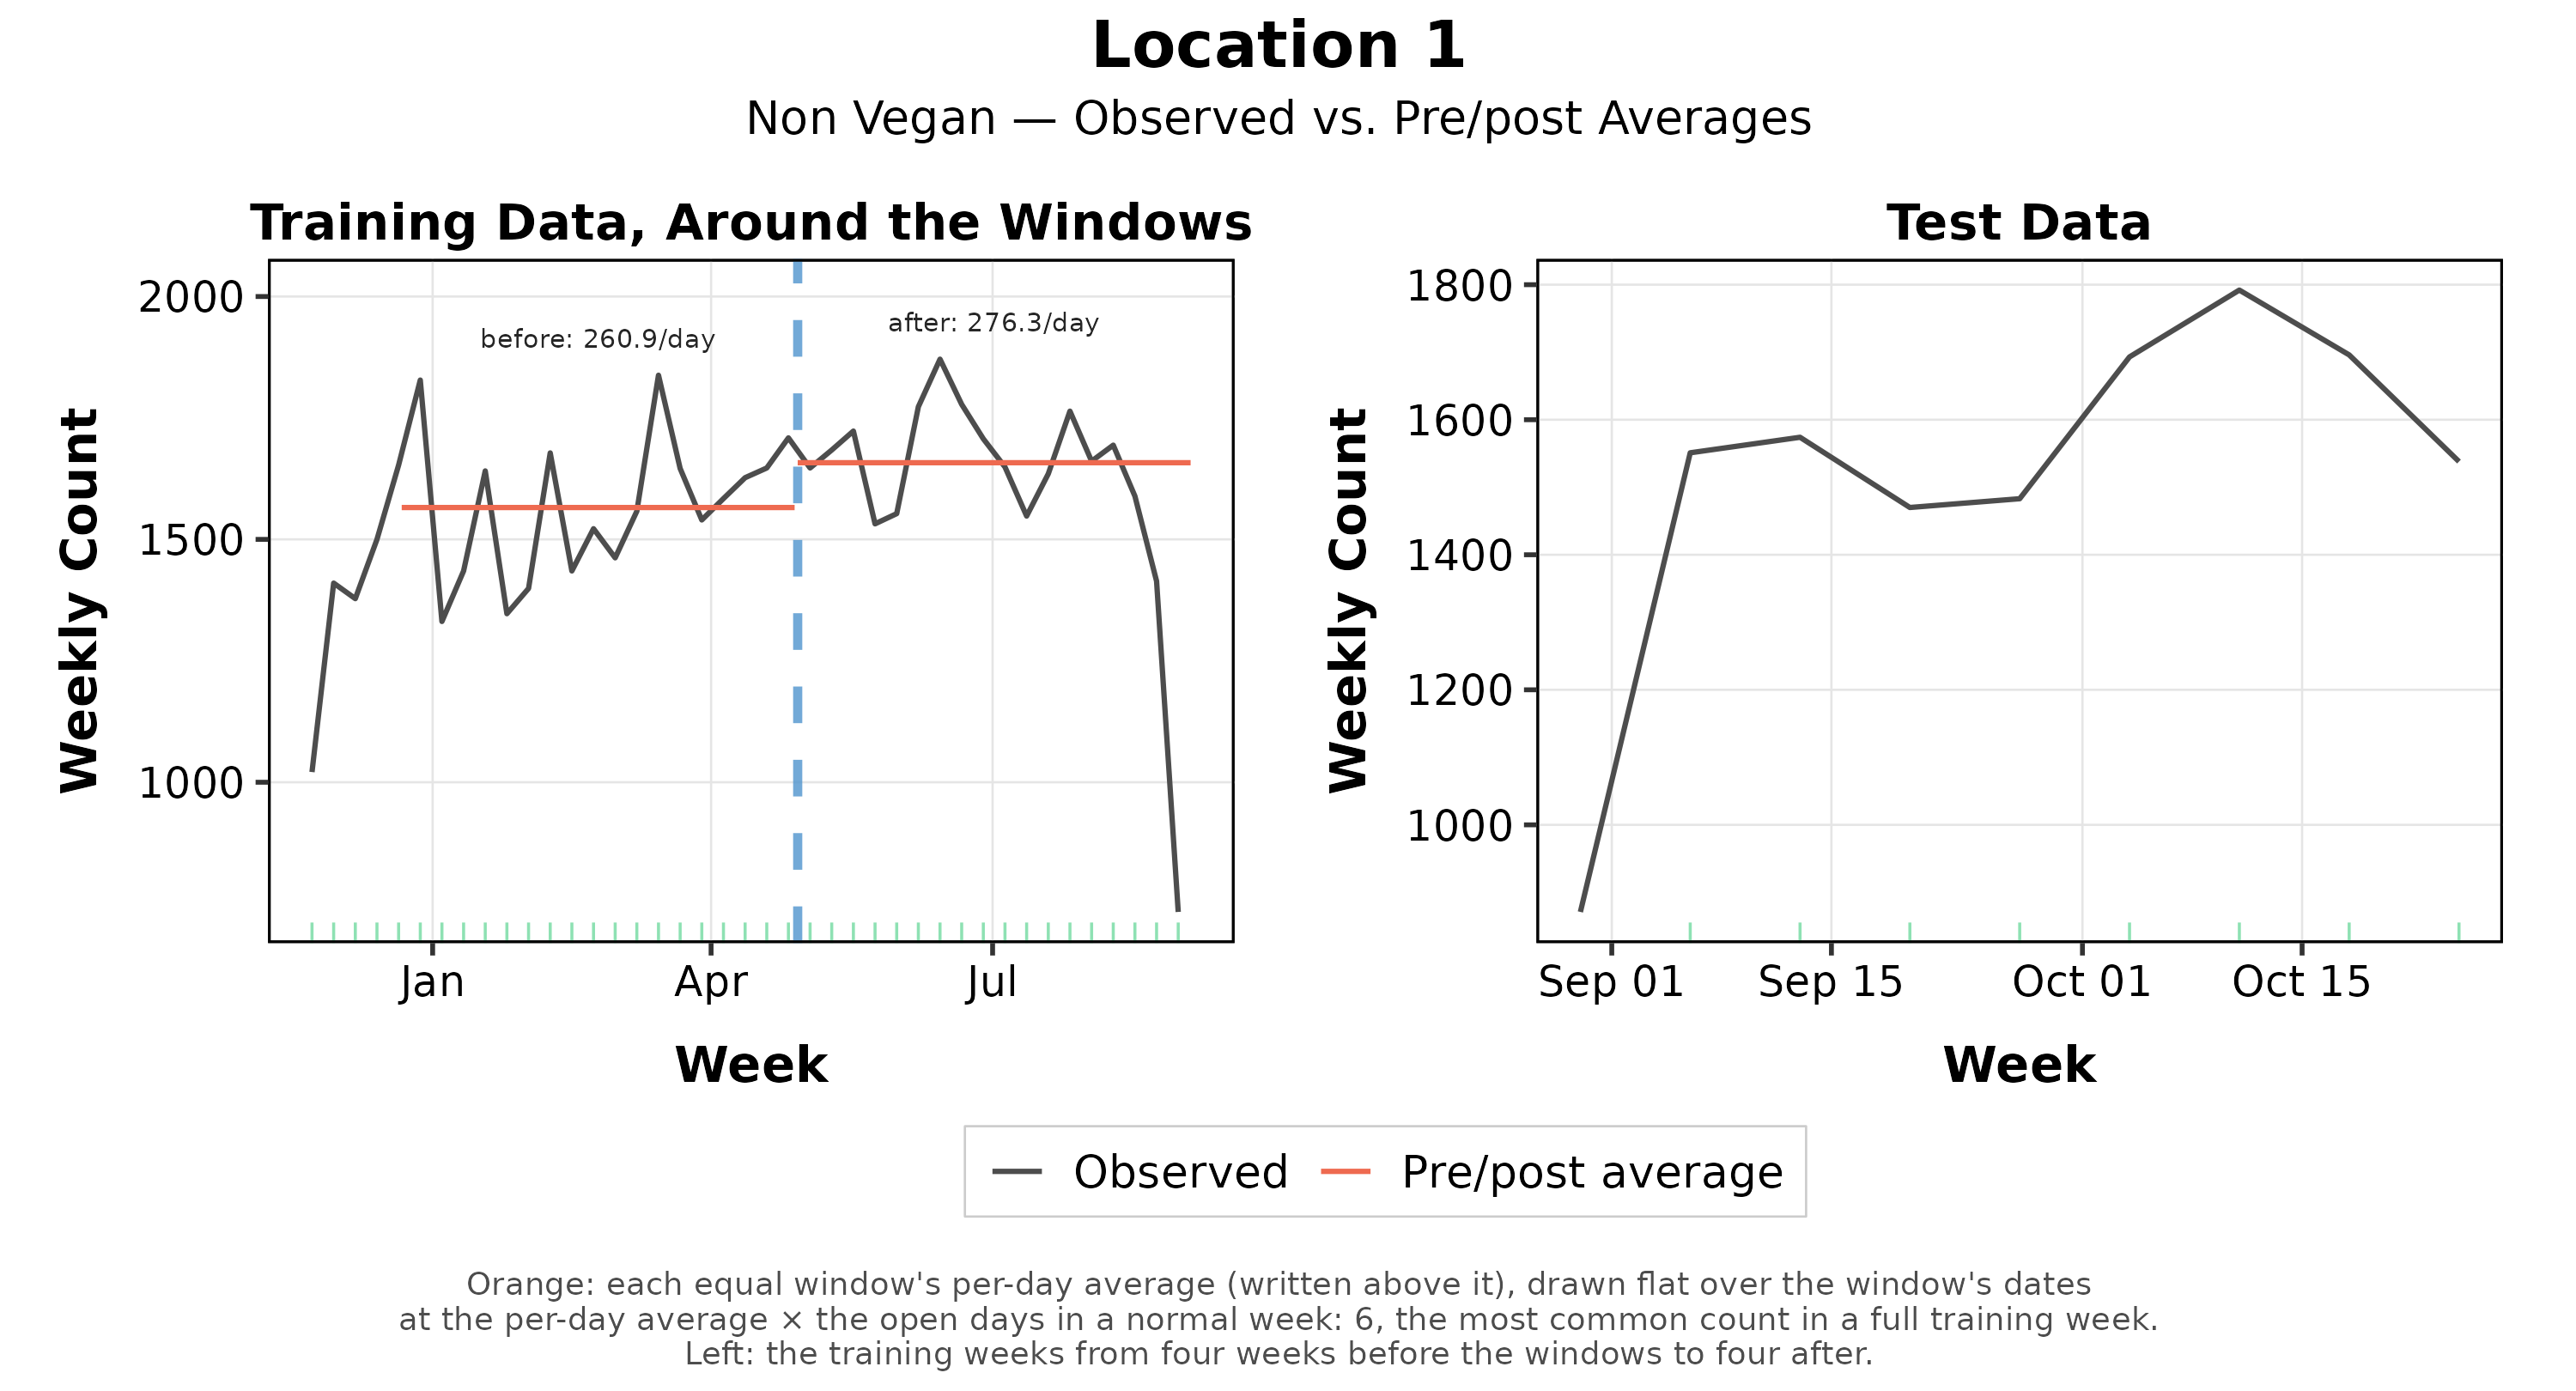 Location 1
Non Vegan — Observed vs. Pre/post Averages
Training Data, Around the Windows
Weekly Count
2000
1500
1000
before: 260.9/day
after: 276.3/day
Jan
Apr
Jul
Week
Test Data
Weekly Count
1800
1600
1400
1200
1000
Sep 01
Sep 15
Oct 01
Oct 15
Week
Observed
Pre/post average
Orange: each equal window's per-day average (written above it), drawn flat over the window's dates
at the per-day average × the open days in a normal week: 6, the most common count in a full training week.
Left: the training weeks from four weeks before the windows to four after.